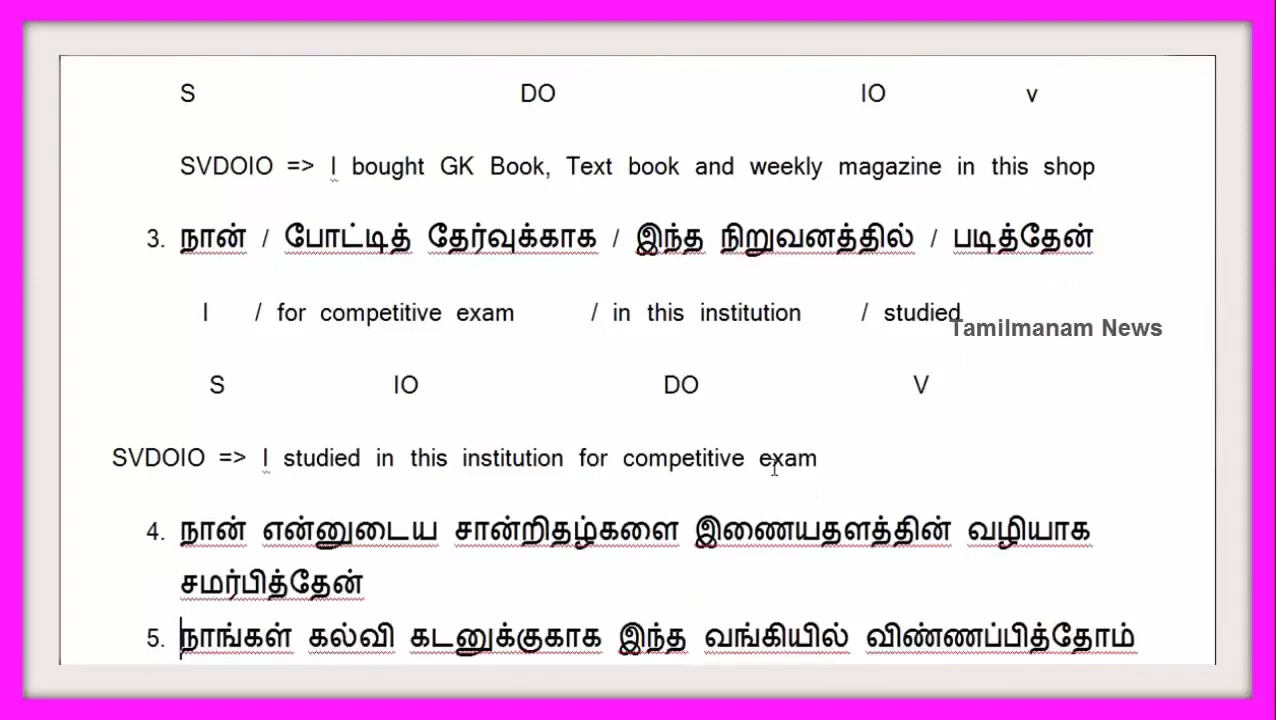 S DO IO v
SVDOIO => I bought GK Book, Text book and weekly magazine in this shop
3. நான் / போட்டித் தேர்வுக்காக / இந்த நிறுவனத்தில் / படித்தேன்
I / for competitive exam / in this institution / studied
Tamilmanam News
S IO DO V
SVDOIO => I studied in this institution for competitive exam
4. நான் என்னுடைய சான்றிதழ்களை இணையதளத்தின் வழியாக
சமர்பித்தேன்
5. நாங்கள் கல்வி கடனுக்குகாக இந்த வங்கியில் விண்ணப்பித்தோம்